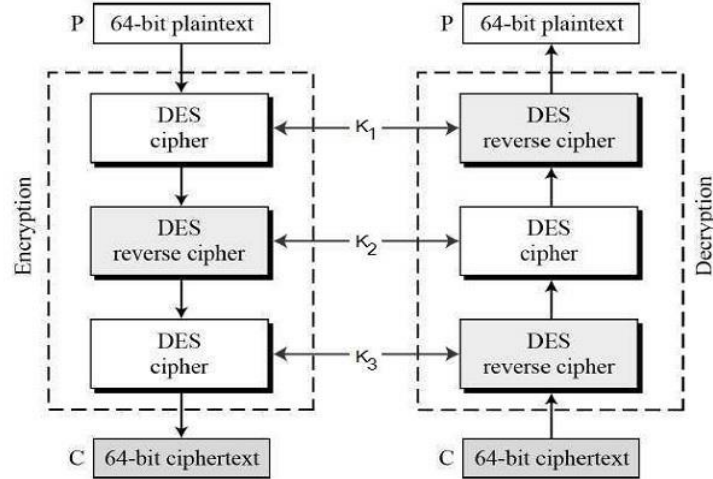 P 64-bit plaintext
P 64-bit plaintext
Encryption
DES
cipher
K1
DES
reverse cipher
DES
reverse cipher
K2
DES
cipher
DES
cipher
K3
DES
reverse cipher
Decryption
C 64-bit ciphertext
C 64-bit ciphertext